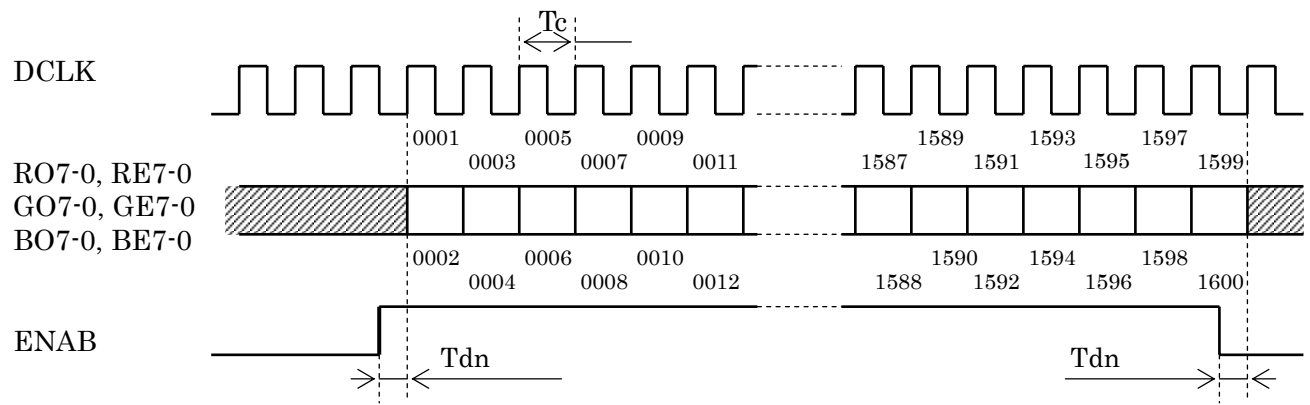 Tc
DCLK
0001 0005 0009 1589 1593 1597
0003 0007 0011 1587 1591 1595 1599
RO7-0, RE7-0
GO7-0, GE7-0
BO7-0, BE7-0
0002 0006 0010 1590 1594 1598
0004 0008 0012 1588 1592 1596 1600
ENAB
Tdn Tdn